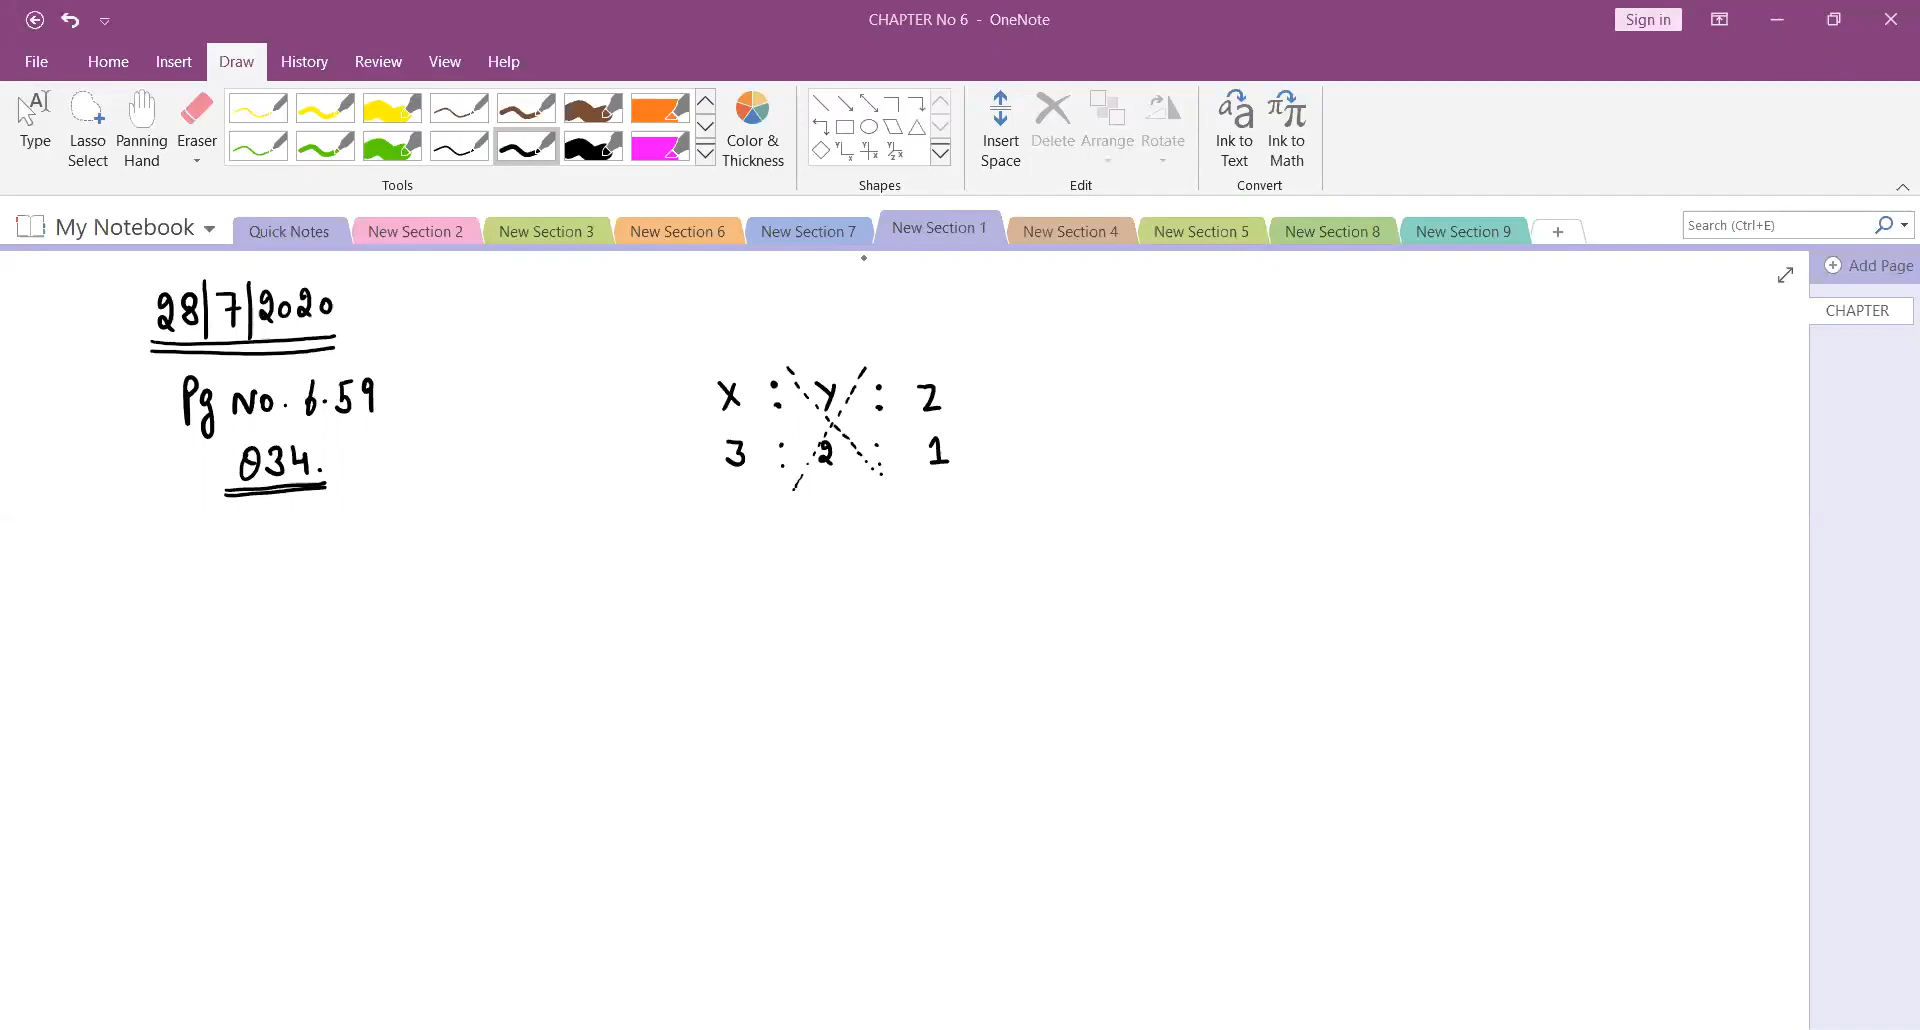 CHAPTER No 6 - OneNote
Sign in
File Home Insert Draw History Review View Help
Type
Lasso Select
Panning Hand
Eraser
Color & Thickness
Insert Space
Delete
Arrange
Rotate
Ink to Text
Ink to Math
Tools
Shapes
Edit
Convert
My Notebook
Quick Notes
New Section 2
New Section 3
New Section 6
New Section 7
New Section 1
New Section 4
New Section 5
New Section 8
New Section 9
Search (Ctrl+E)
Add Page
CHAPTER
28|7|2020
Pg No. 6.59
Q34.
X : Y : Z
3 : 2 : 1